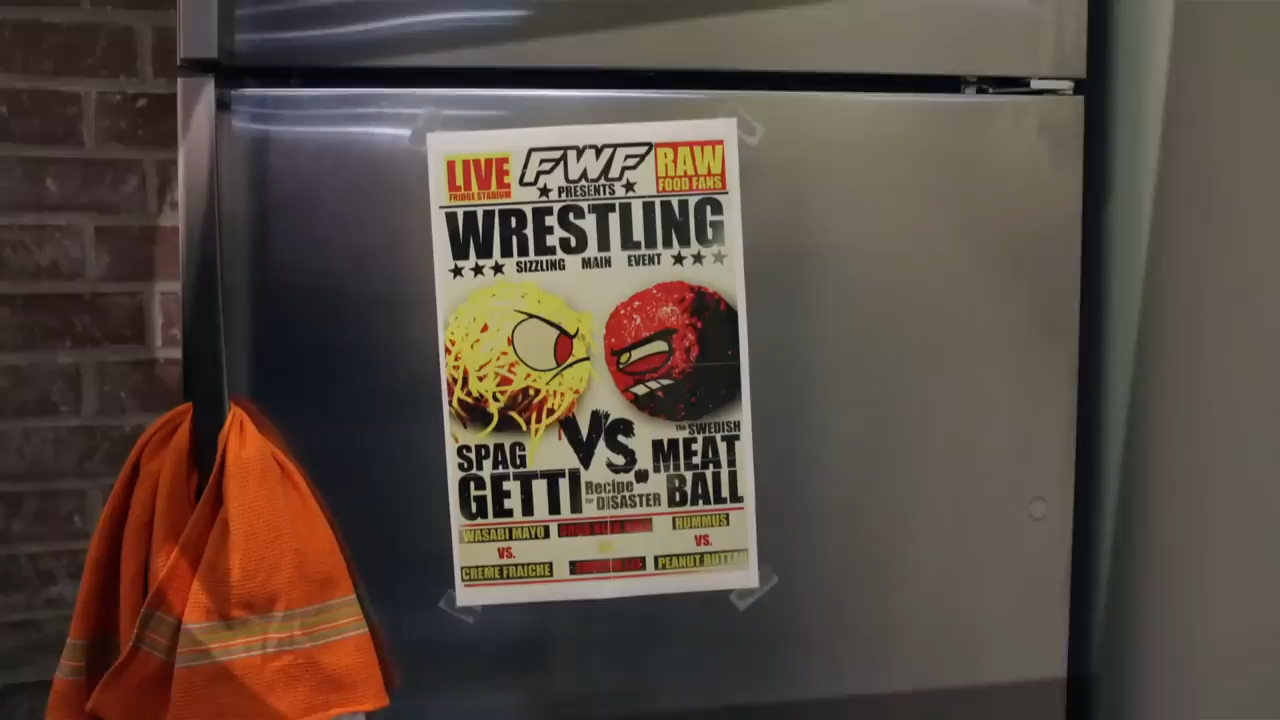 LIVE
FRIDGE STADIUM
FWF
PRESENTS
RAW
FOOD FANS
WRESTLING
SIZZLING MAIN EVENT
SPAG
GETTI
VS.
Recipe
for DISASTER
The SWEDISH
MEAT
BALL
WASABI MAYO
VS.
CREME FRAICHE
HUMMUS
VS.
PEANUT BUTTAH